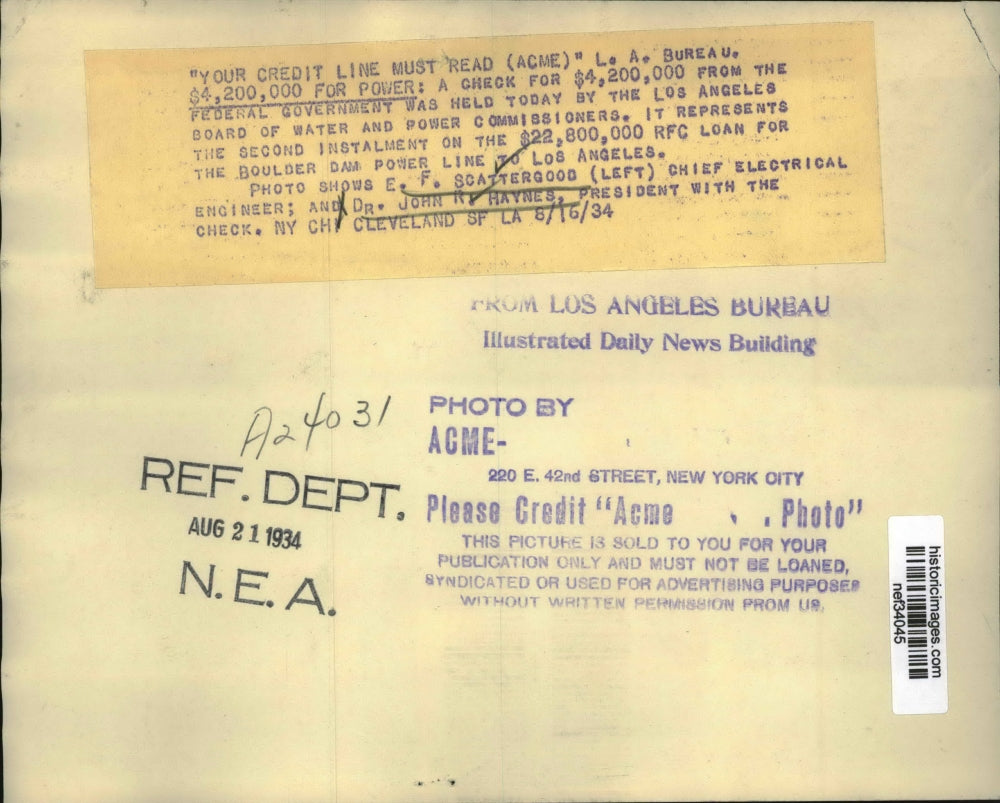 "YOUR CREDIT LINE MUST READ (ACME)" L. A. BUREAU.
$4,200,000 FOR POWER: A CHECK FOR $4,200,000 FROM THE
FEDERAL GOVERNMENT WAS HELD TODAY BY THE LOS ANGELES
BOARD OF WATER AND POWER COMMISSIONERS. IT REPRESENTS
THE SECOND INSTALMENT ON THE $22,800,000 RFC LOAN FOR
THE BOULDER DAM POWER LINE TO LOS ANGELES.
PHOTO SHOWS E. F. SCATTERGOOD (LEFT) CHIEF ELECTRICAL
ENGINEER; AND DR. JOHN R. HAYNES, PRESIDENT WITH THE
CHECK. NY CHI CLEVELAND SF LA 8/16/34
FROM LOS ANGELES BUREAU
Illustrated Daily News Building
A24031
REF. DEPT.
AUG 21 1934
N.E.A.
PHOTO BY
ACME-
220 E. 42nd STREET, NEW YORK CITY
Please Credit "Acme Photo"
THIS PICTURE IS SOLD TO YOU FOR YOUR
PUBLICATION ONLY AND MUST NOT BE LOANED,
SYNDICATED OR USED FOR ADVERTISING PURPOSES
WITHOUT WRITTEN PERMISSION FROM US.
historicimages.com
nef34045